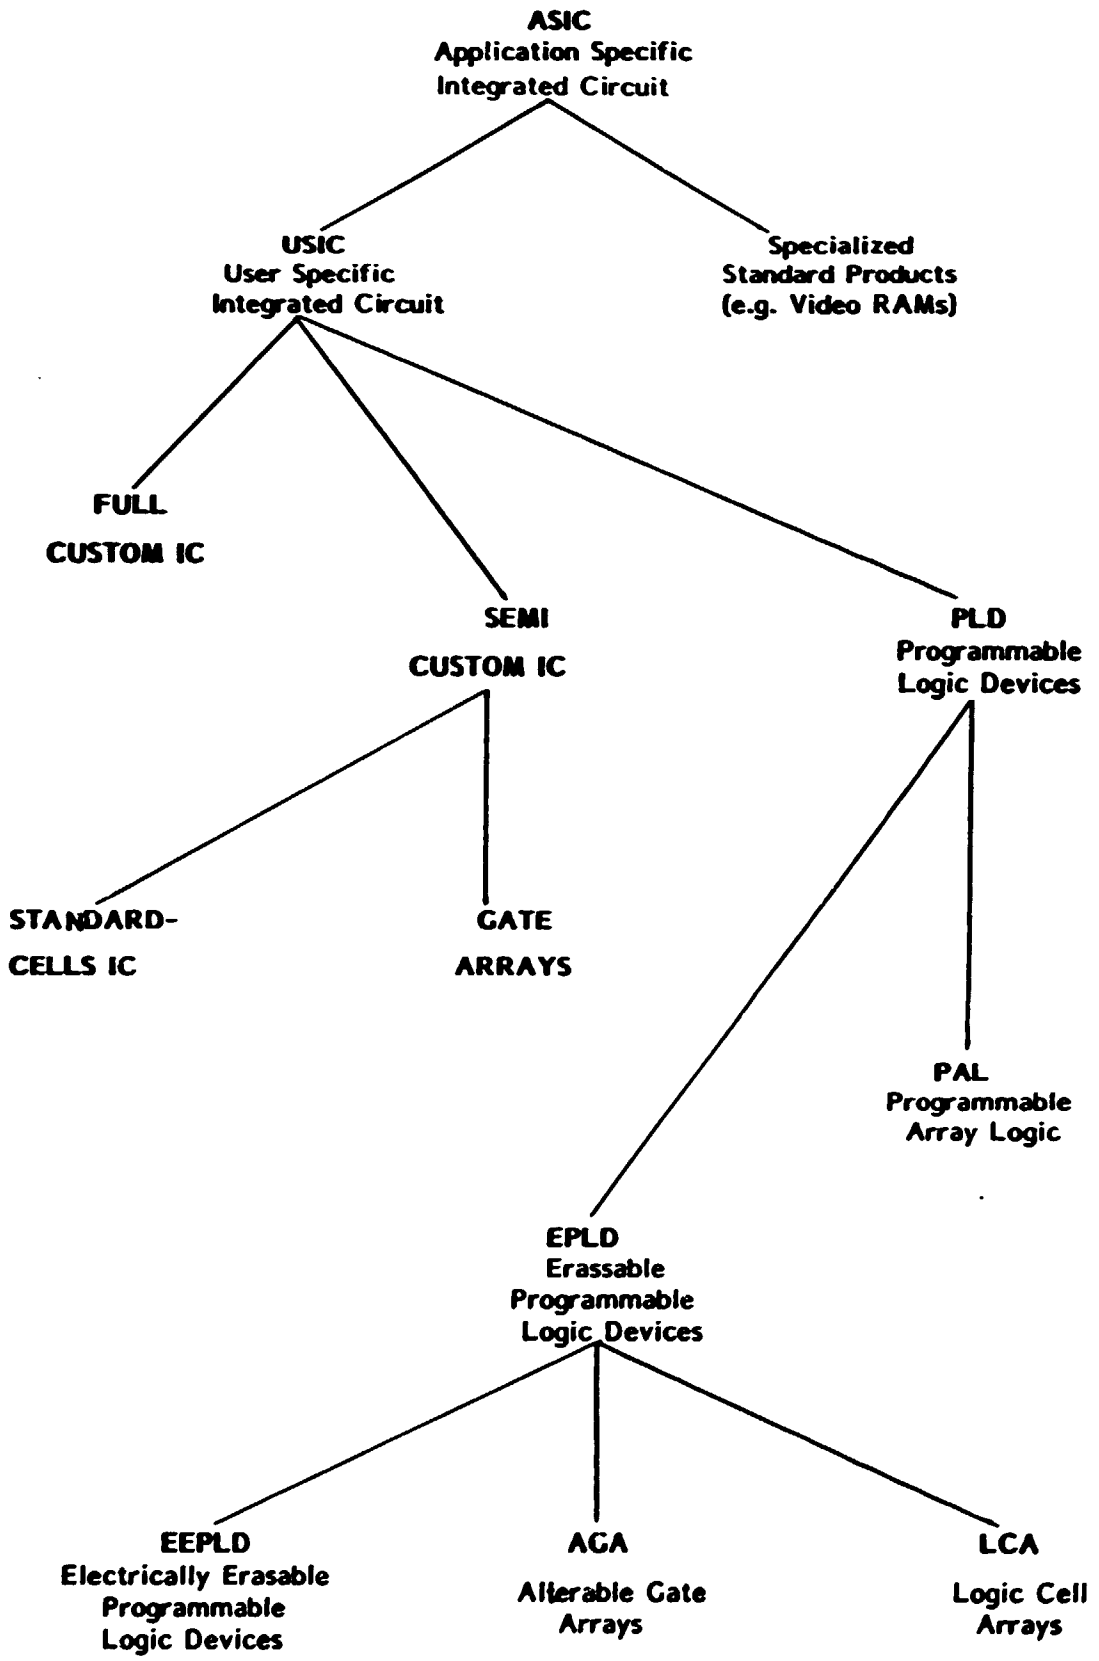 ASIC
Application Specific
Integrated Circuit
USIC
User Specific
Integrated Circuit
Specialized
Standard Products
(e.g. Video RAMs)
FULL
CUSTOM IC
SEMI
CUSTOM IC
PLD
Programmable
Logic Devices
STANDARD-
CELLS IC
GATE
ARRAYS
PAL
Programmable
Array Logic
EPLD
Erassable
Programmable
Logic Devices
EEPLD
Electrically Erasable
Programmable
Logic Devices
AGA
Alterable Gate
Arrays
LCA
Logic Cell
Arrays